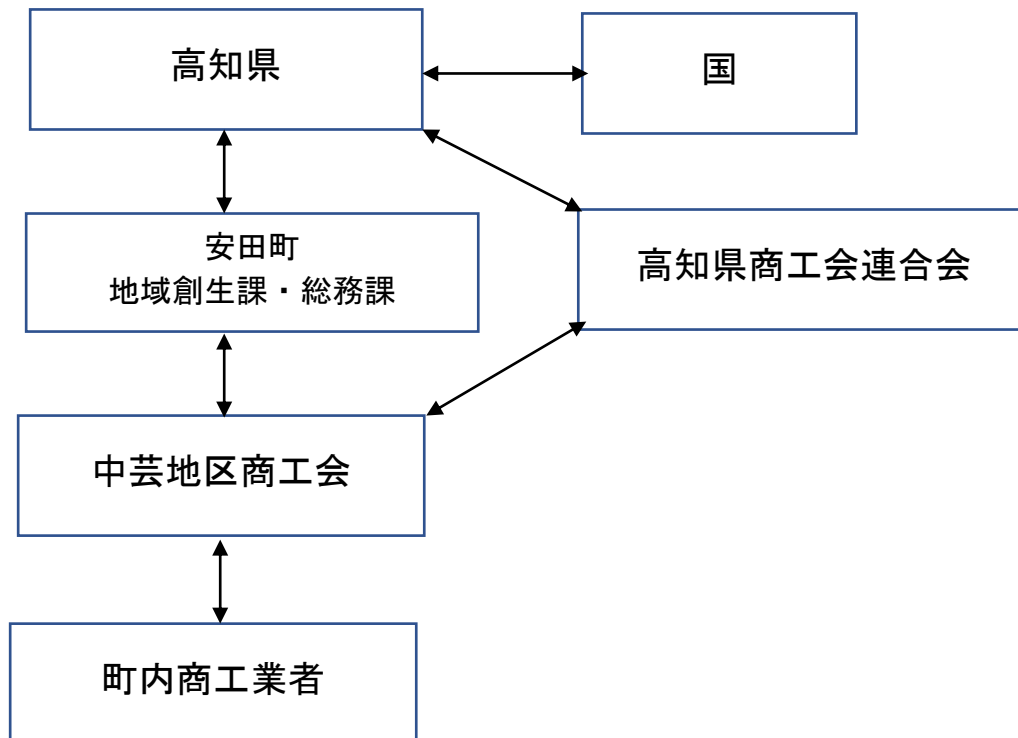 高知県
国
安田町
地域創生課・総務課
高知県商工会連合会
中芸地区商工会
町内商工業者